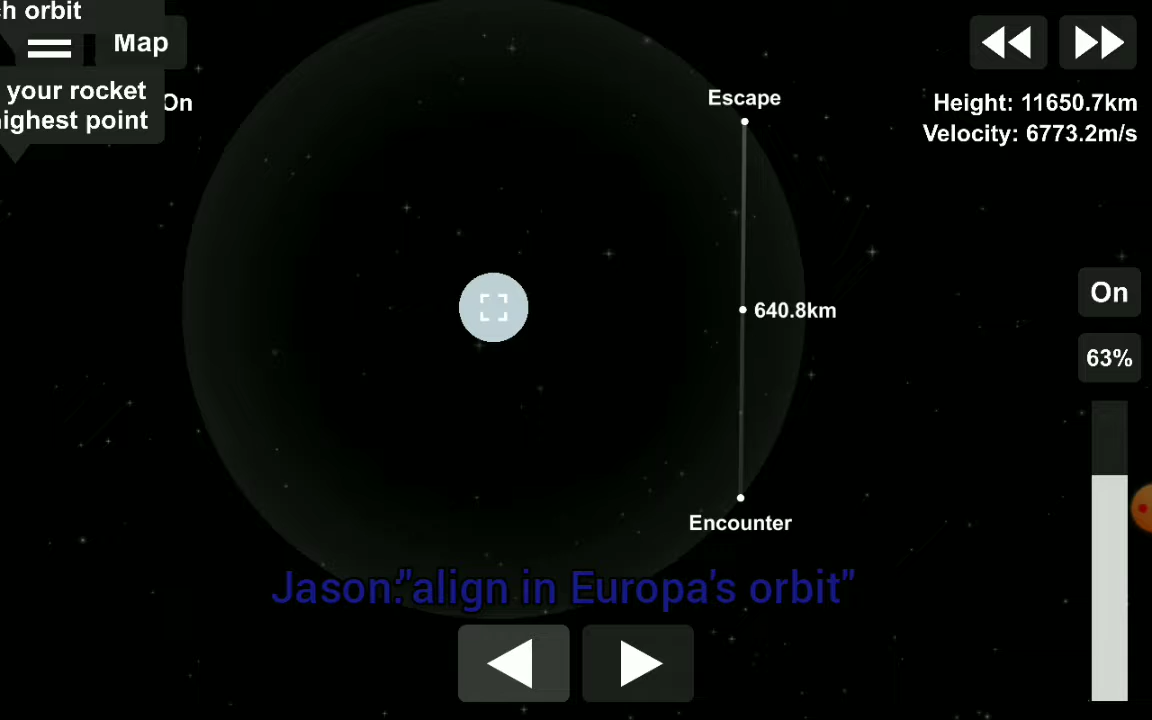 h orbit
Map
your rocket
ighest point
On
Escape
Height: 11650.7km
Velocity: 6773.2m/s
640.8km
On
63%
Encounter
Jason:"align in Europa's orbit"